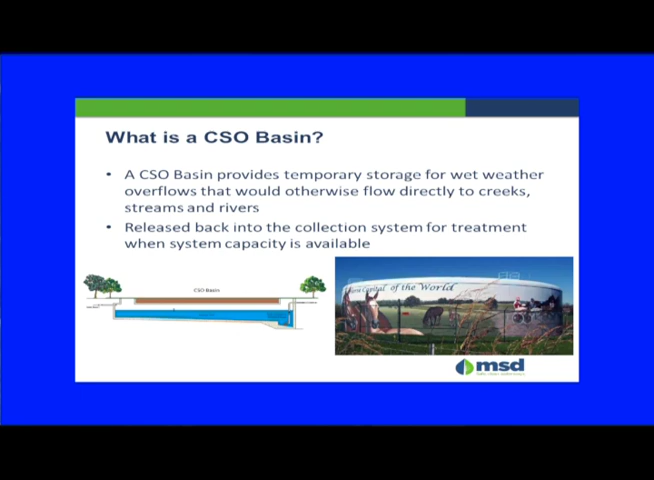 What is a CSO Basin?
• A CSO Basin provides temporary storage for wet weather
overflows that would otherwise flow directly to creeks,
streams and rivers
• Released back into the collection system for treatment
when system capacity is available
CSO Basin
Capital of the World
msd